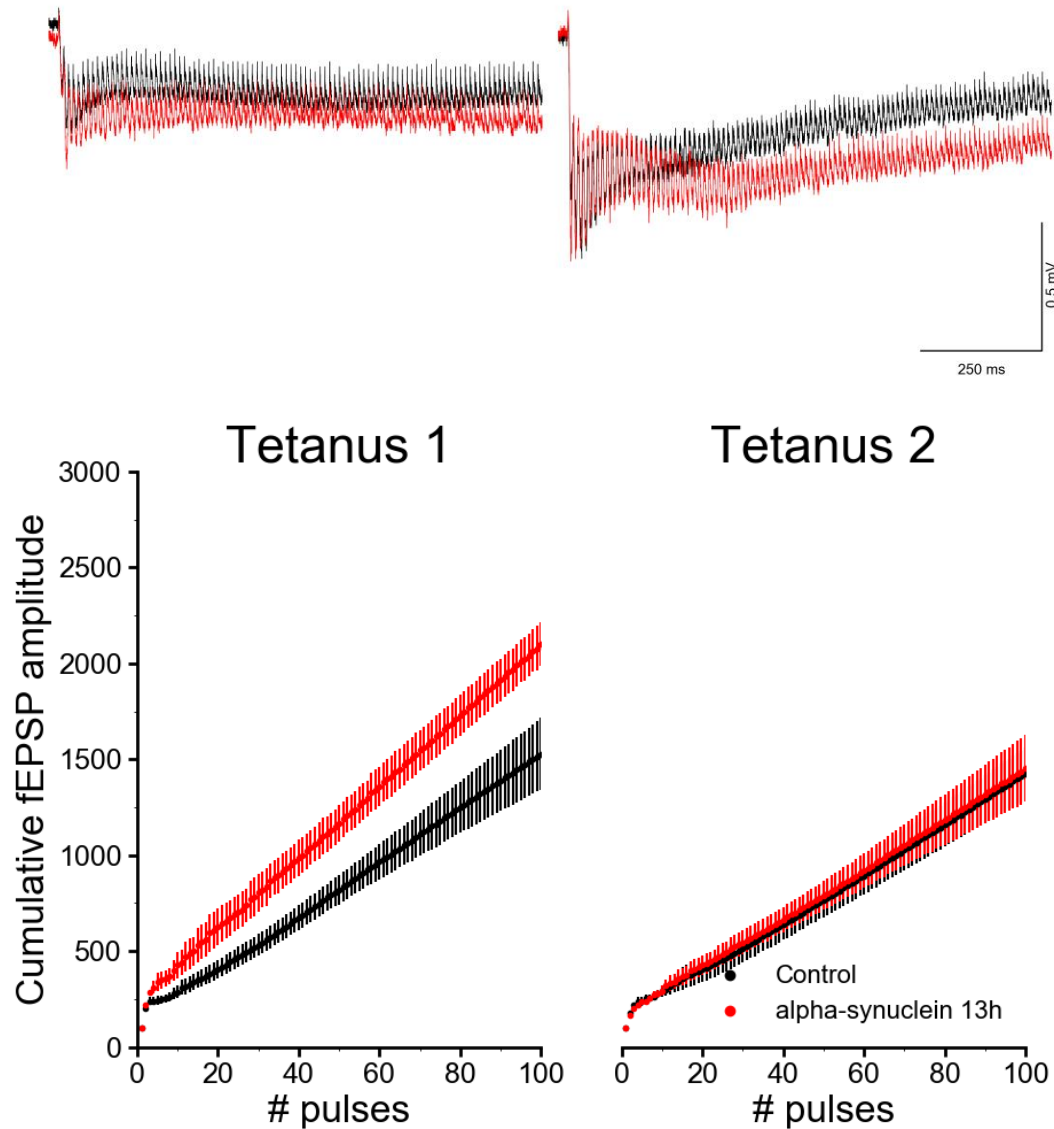 0.5 mV
250 ms
Tetanus 1
Tetanus 2
Cumulative fEPSP amplitude
3000
2500
2000
1500
1000
500
0
0 20 40 60 80 100
# pulses
0 20 40 60 80 100
# pulses
Control
alpha-synuclein 13h